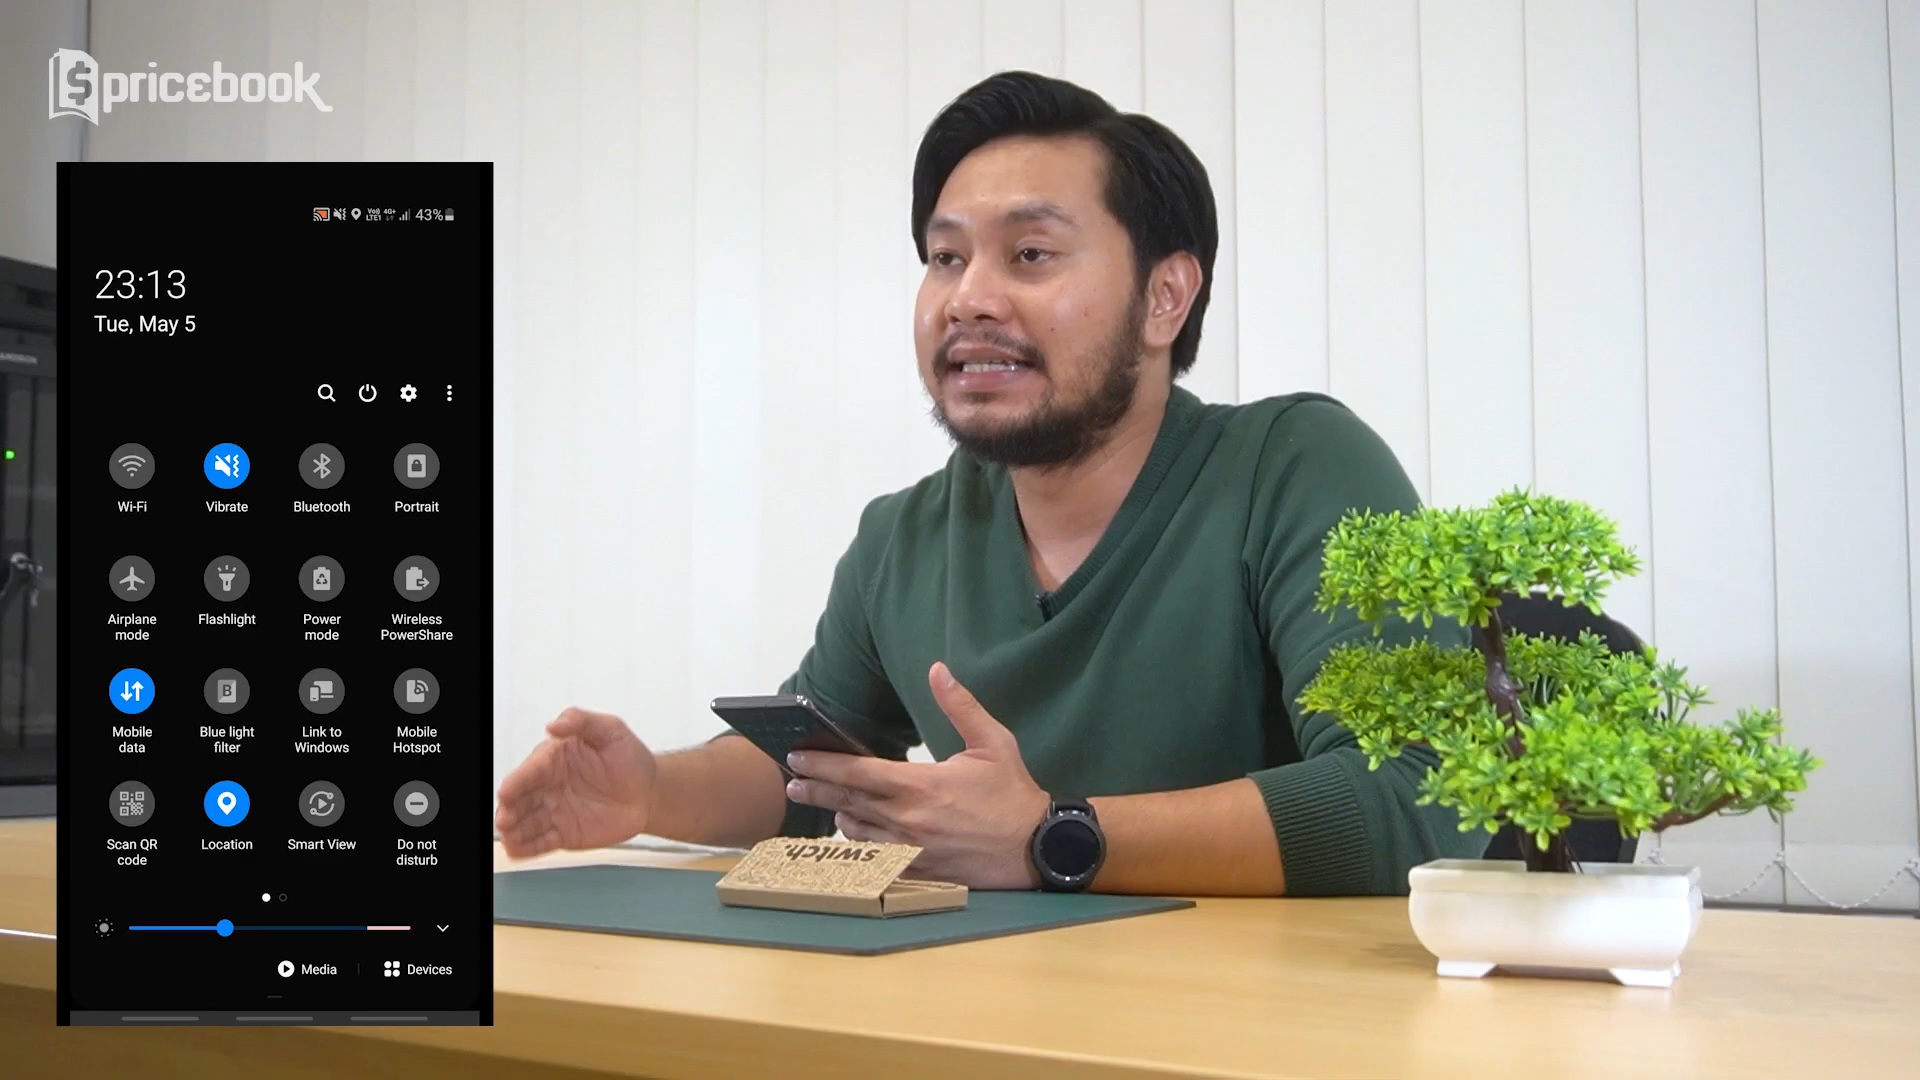 pricebook
43%
23:13
Tue, May 5
Wi-Fi
Vibrate
Bluetooth
Portrait
Airplane
mode
Flashlight
Power
mode
Wireless
PowerShare
Mobile
data
Blue light
filter
Link to
Windows
Mobile
Hotspot
Scan QR
code
Location
Smart View
Do not
disturb
Media
Devices
switch.